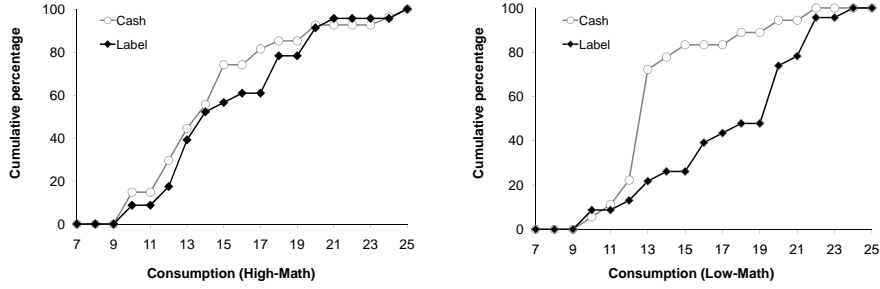 Cash
Label
100
80
60
40
20
0
Cumulative percentage
7 9 11 13 15 17 19 21 23 25
Consumption (High-Math)
Cash
Label
100
80
60
40
20
0
Cumulative percentage
7 9 11 13 15 17 19 21 23 25
Consumption (Low-Math)